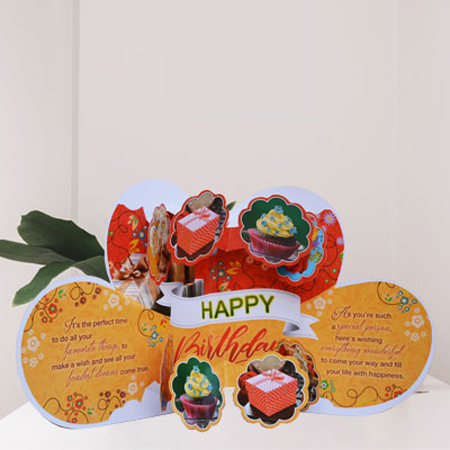 HAPPY
Birthday
It's the perfect time
to do all your
favourite things, to
make a wish and see all your
fondest dreams come true.
As you're such
a special person,
here's wishing
everything wonderful
to come your way and fill
your life with happiness.